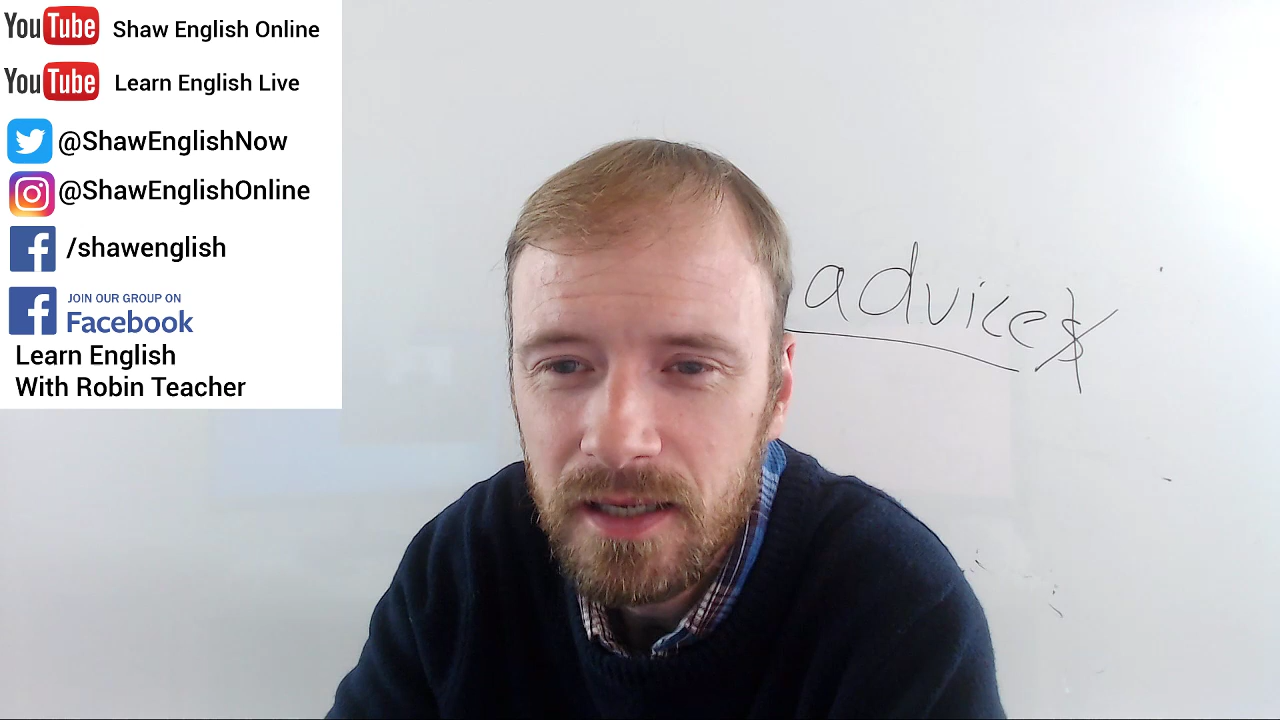 YouTube Shaw English Online
YouTube Learn English Live
@ShawEnglishNow
@ShawEnglishOnline
/shawenglish
JOIN OUR GROUP ON
Facebook
Learn English
With Robin Teacher
advices